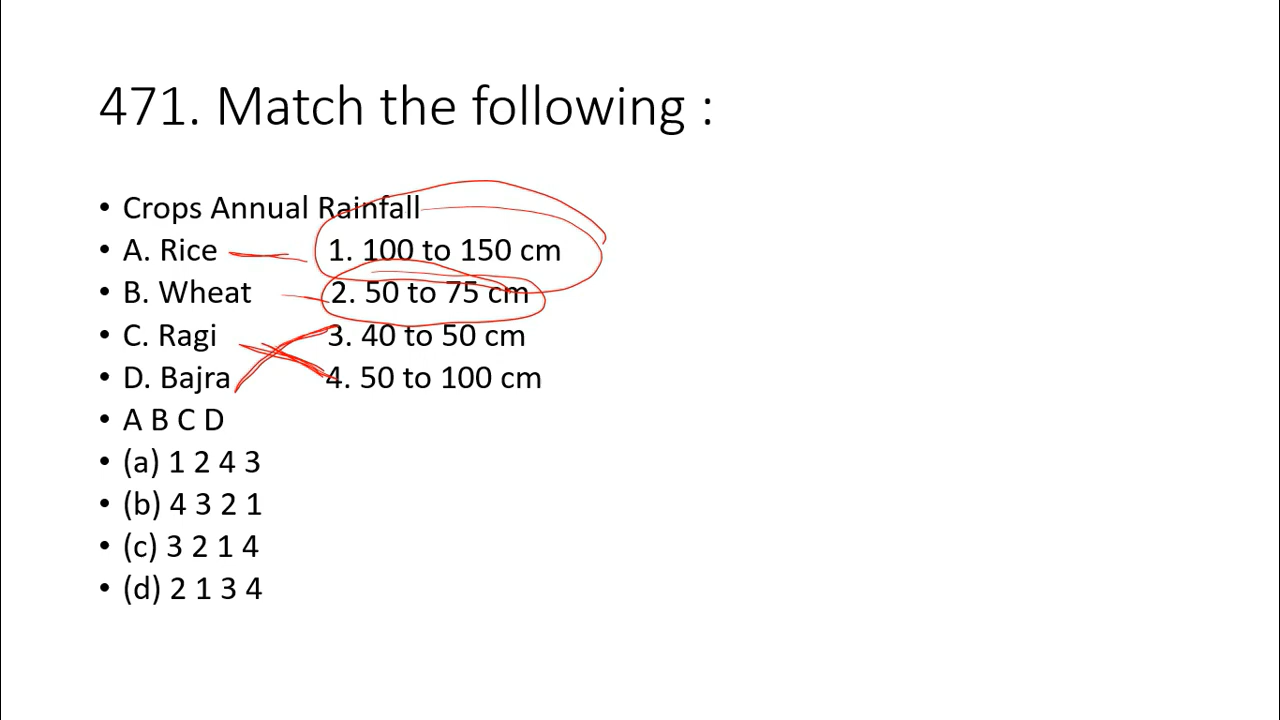 471. Match the following :
• Crops Annual Rainfall
• A. Rice 1. 100 to 150 cm
• B. Wheat 2. 50 to 75 cm
• C. Ragi 3. 40 to 50 cm
• D. Bajra 4. 50 to 100 cm
• A B C D
• (a) 1 2 4 3
• (b) 4 3 2 1
• (c) 3 2 1 4
• (d) 2 1 3 4